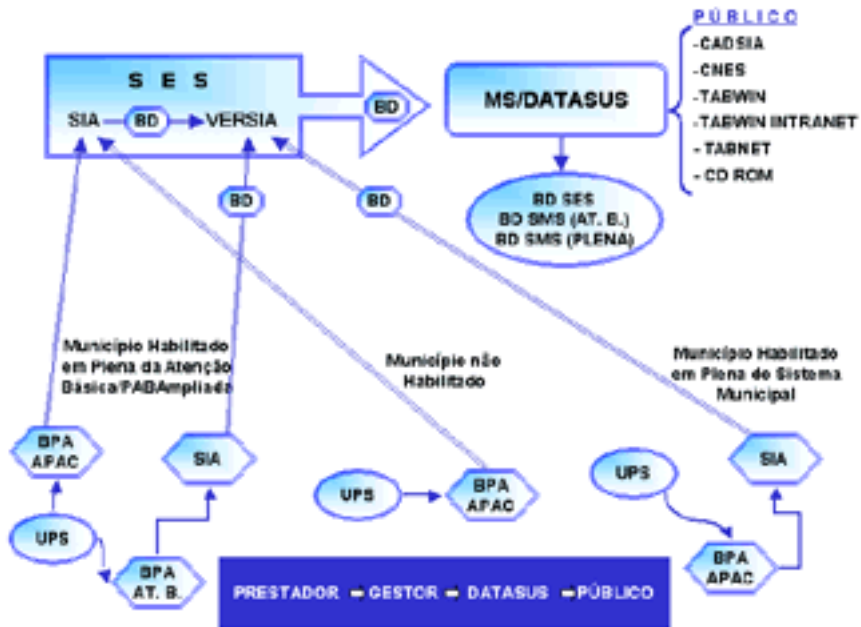 PÚBLICO
-CADSIA
-CNES
-TABWIN
-TABWIN INTRANET
-TABNET
-CD ROM
SES
SIA
BD
VERSIA
BD
MS/DATASUS
BD SES
BD SMS (AT. B.)
BD SMS (PLENA)
BD
BD
Município Habilitado
em Plena da Atenção
Básica/PABAmpliada
Município não
Habilitado
Município Habilitado
em Plena do Sistema
Municipal
BPA
APAC
SIA
UPS
BPA
AT. B.
UPS
BPA
APAC
UPS
SIA
BPA
APAC
PRESTADOR ⇒ GESTOR ⇒ DATASUS ⇒ PÚBLICO